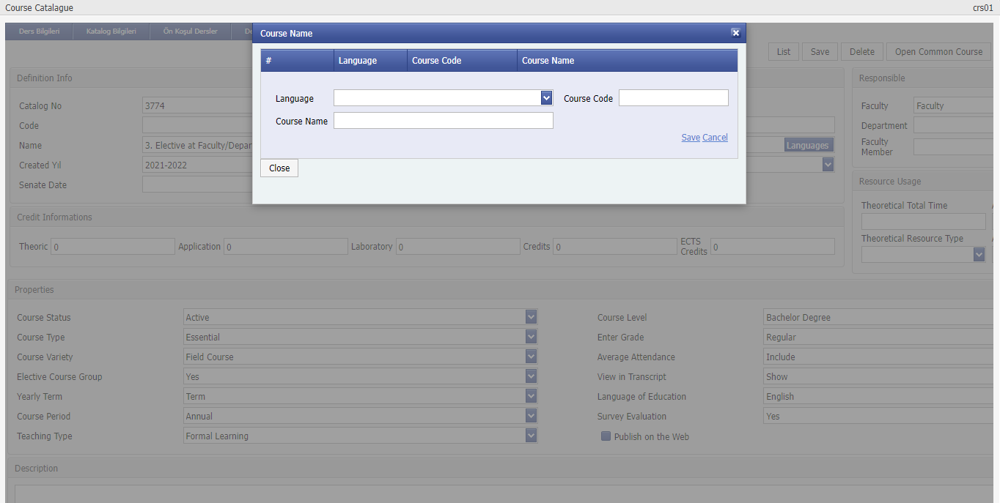 Course Catalague crs01
Ders Bilgileri Katalog Bilgileri Ön Koşul Dersler
Course Name
List Save Delete Open Common Course
# Language Course Code Course Name
Language Course Code
Course Name
Save Cancel
Close
Definition Info
Catalog No 3774
Code
Name 3. Elective at Faculty/Depar Languages
Created Yıl 2021-2022
Senate Date
Responsible
Faculty Faculty
Department
Faculty
Member
Resource Usage
Theoretical Total Time
Theoretical Resource Type
Credit Informations
Theoric 0 Application 0 Laboratory 0 Credits 0 ECTS Credits 0
Properties
Course Status Active Course Level Bachelor Degree
Course Type Essential Enter Grade Regular
Course Variety Field Course Average Attendance Include
Elective Course Group Yes View in Transcript Show
Yearly Term Term Language of Education English
Course Period Annual Survey Evaluation Yes
Teaching Type Formal Learning Publish on the Web
Description